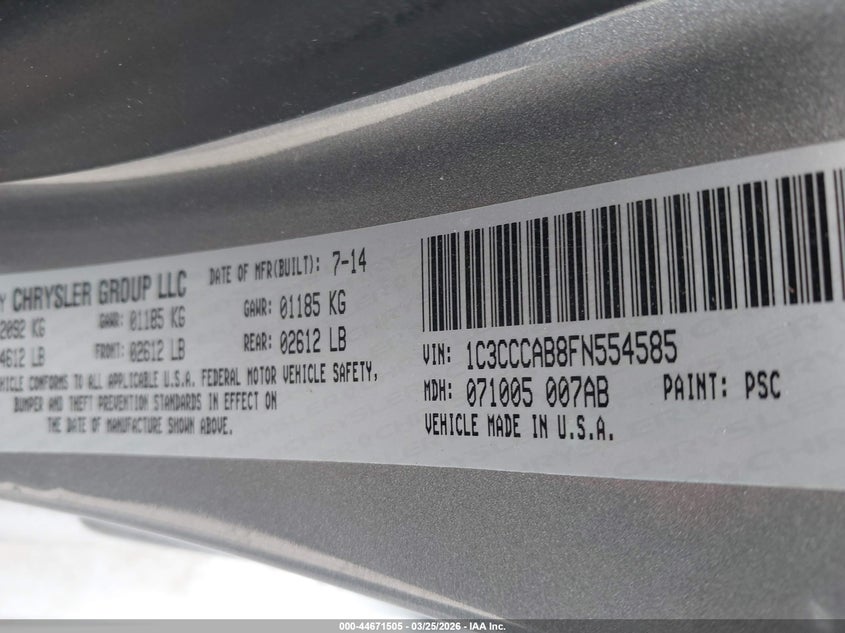 Y CHRYSLER GROUP LLC DATE OF MFR(BUILT): 7-14
2092 KG GAWR: 01185 KG GAWR: 01185 KG
4612 LB FRONT: 02612 LB REAR: 02612 LB
HICLE CONFORMS TO ALL APPLICABLE U.S.A. FEDERAL MOTOR VEHICLE SAFETY,
BUMPER AND THEFT PREVENTION STANDARDS IN EFFECT ON
THE DATE OF MANUFACTURE SHOWN ABOVE.
VIN: 1C3CCCAB8FN554585
MDH: 071005 007AB PAINT: PSC
VEHICLE MADE IN U.S.A.
000-44671505 - 03/25/2026 - IAA Inc.